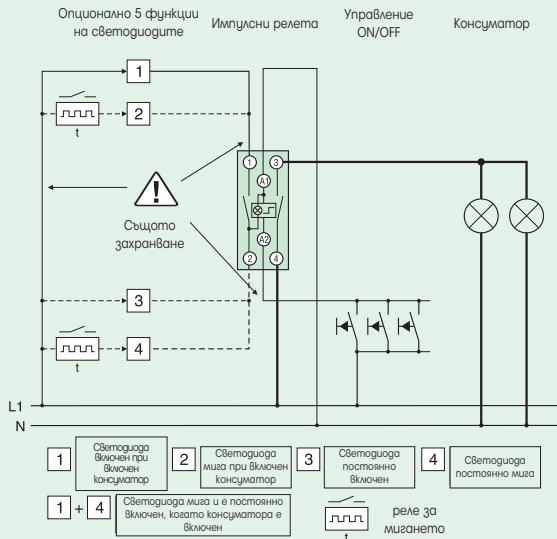 Опционално 5 функции
на светодиодите
Импулсни релета
Управление
ON/OFF
Консуматор
1
2
t
1
3
A1
A2
2
4
Същото
захранване
3
4
t
L1
N
1
Светодиода
включен при
включен
консуматор
2
Светодиода
мига при включен
консуматор
3
Светодиода
постоянно
включен
4
Светодиода
постоянно мига
1 + 4
Светодиода мига и е постоянно
включен, когато консуматора е
включен
t
реле за
мигането